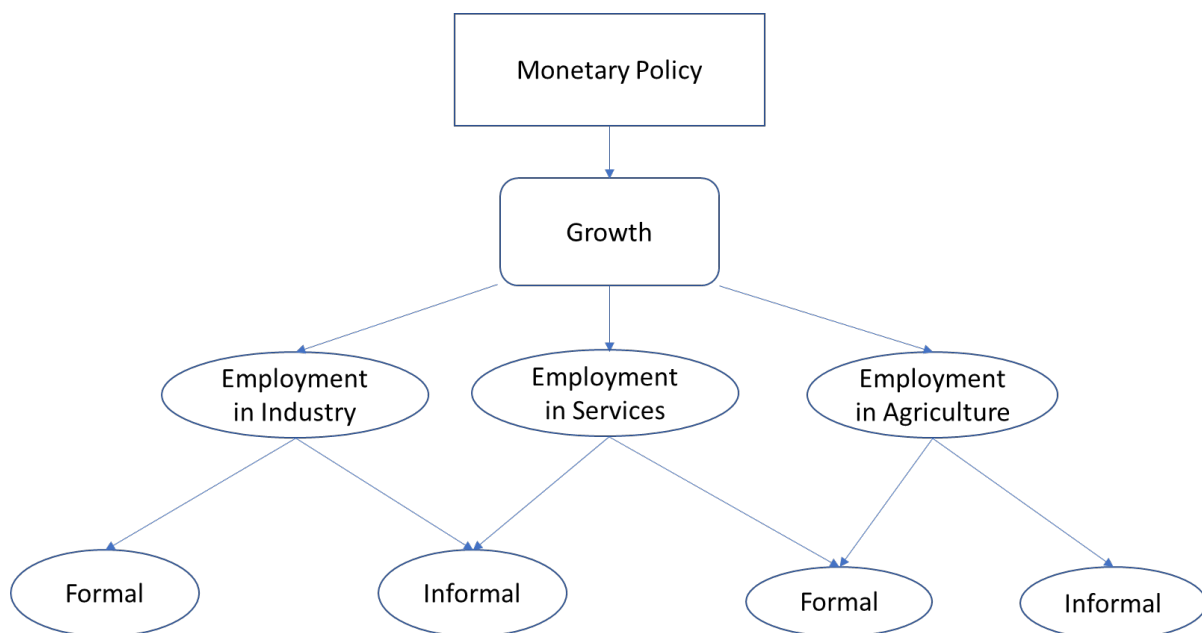 Monetary Policy
Growth
Employment
in Industry
Employment
in Services
Employment
in Agriculture
Formal
Informal
Formal
Informal